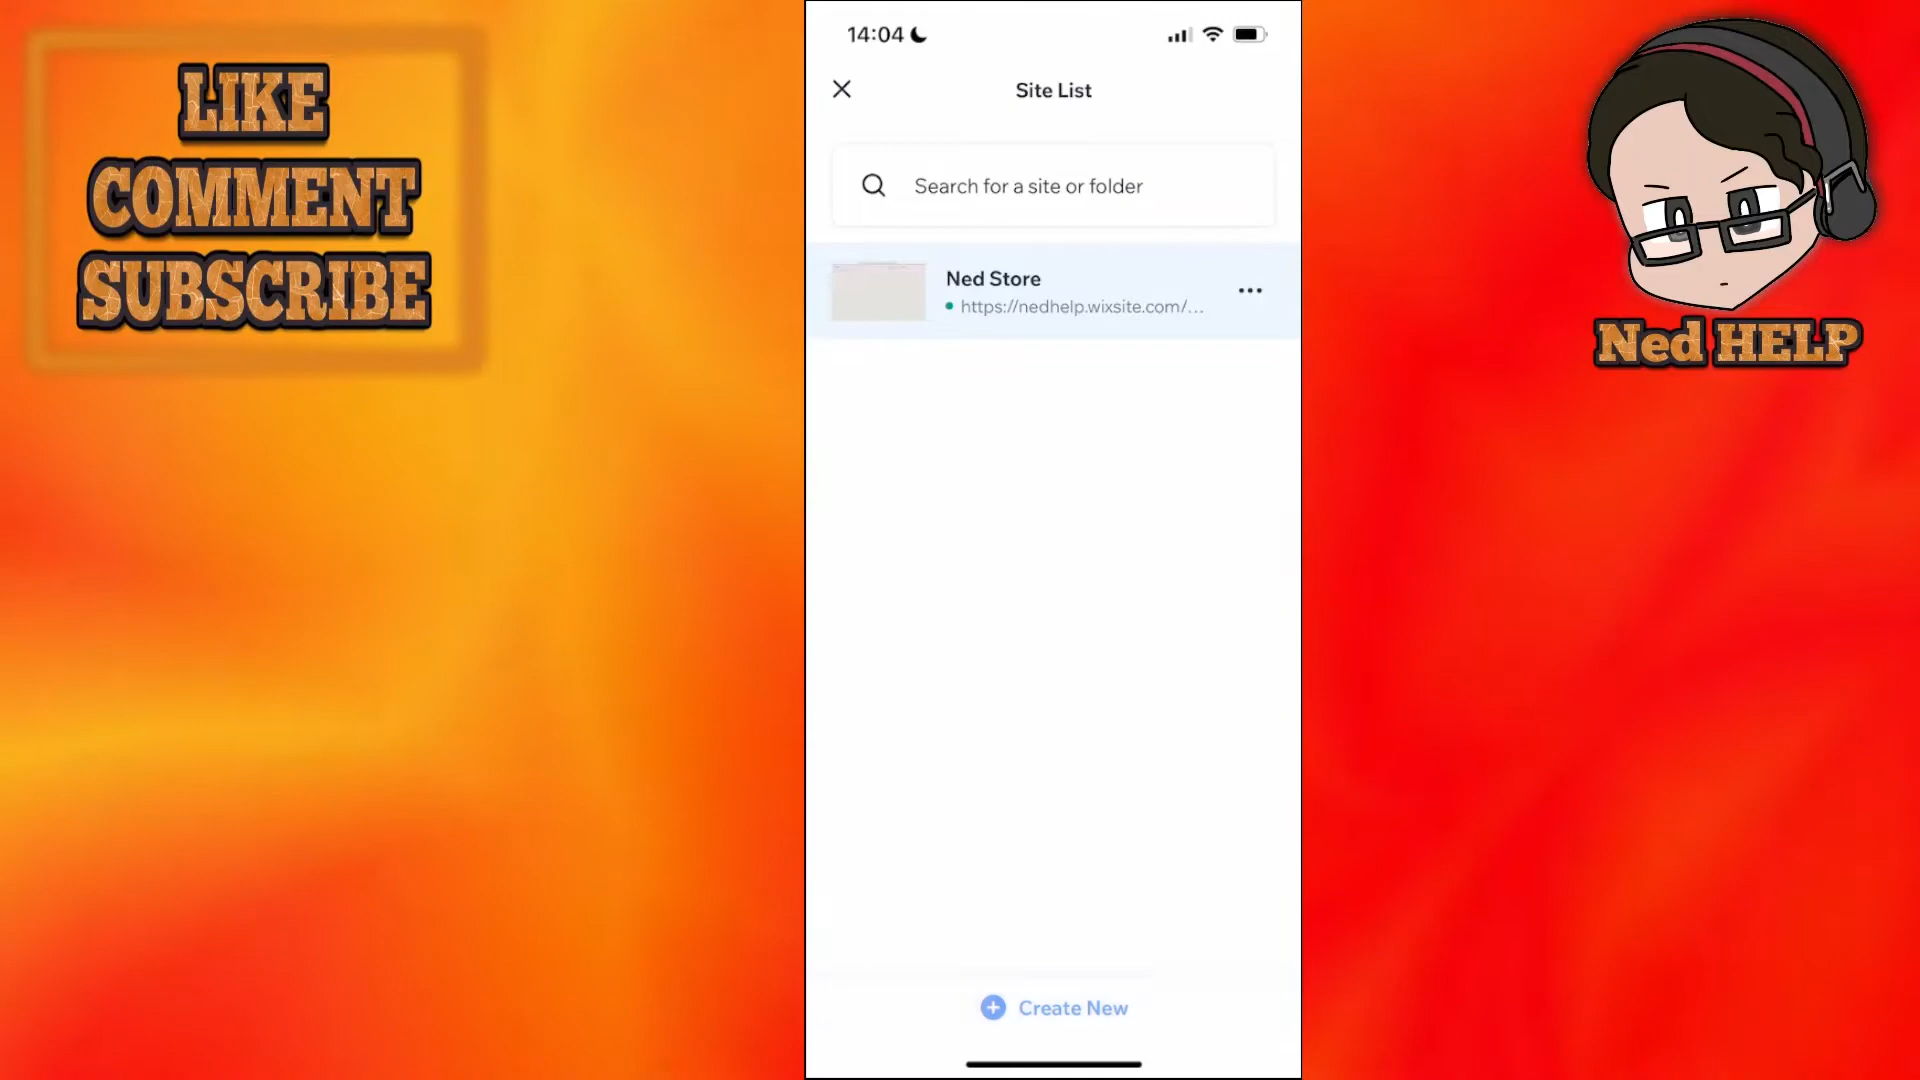 LIKE
COMMENT
SUBSCRIBE
14:04
Site List
Search for a site or folder
Ned Store
https://nedhelp.wixsite.com/...
Create New
Ned HELP